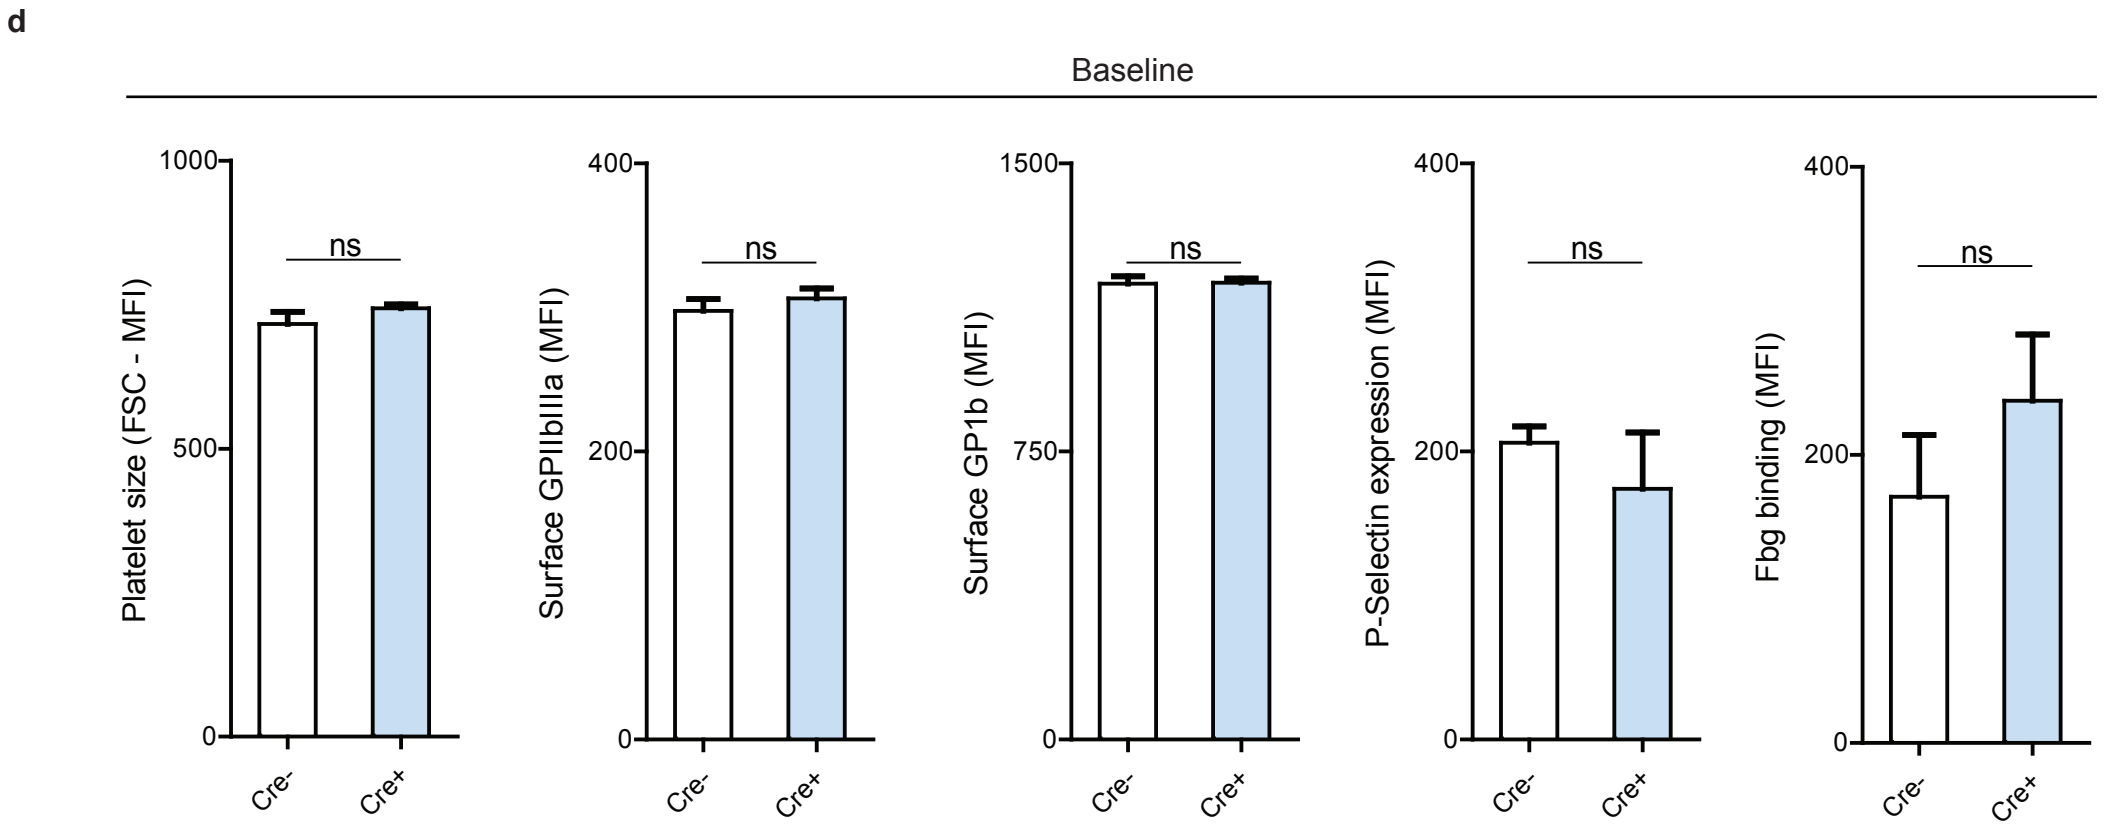 d
Baseline
Platelet size (FSC - MFI)
1000
500
0
ns
Cre-
Cre+
Surface GPIIbIIIa (MFI)
400
200
0
ns
Cre-
Cre+
Surface GP1b (MFI)
1500
750
0
ns
Cre-
Cre+
P-Selectin expression (MFI)
400
200
0
ns
Cre-
Cre+
Fbg binding (MFI)
400
200
0
ns
Cre-
Cre+